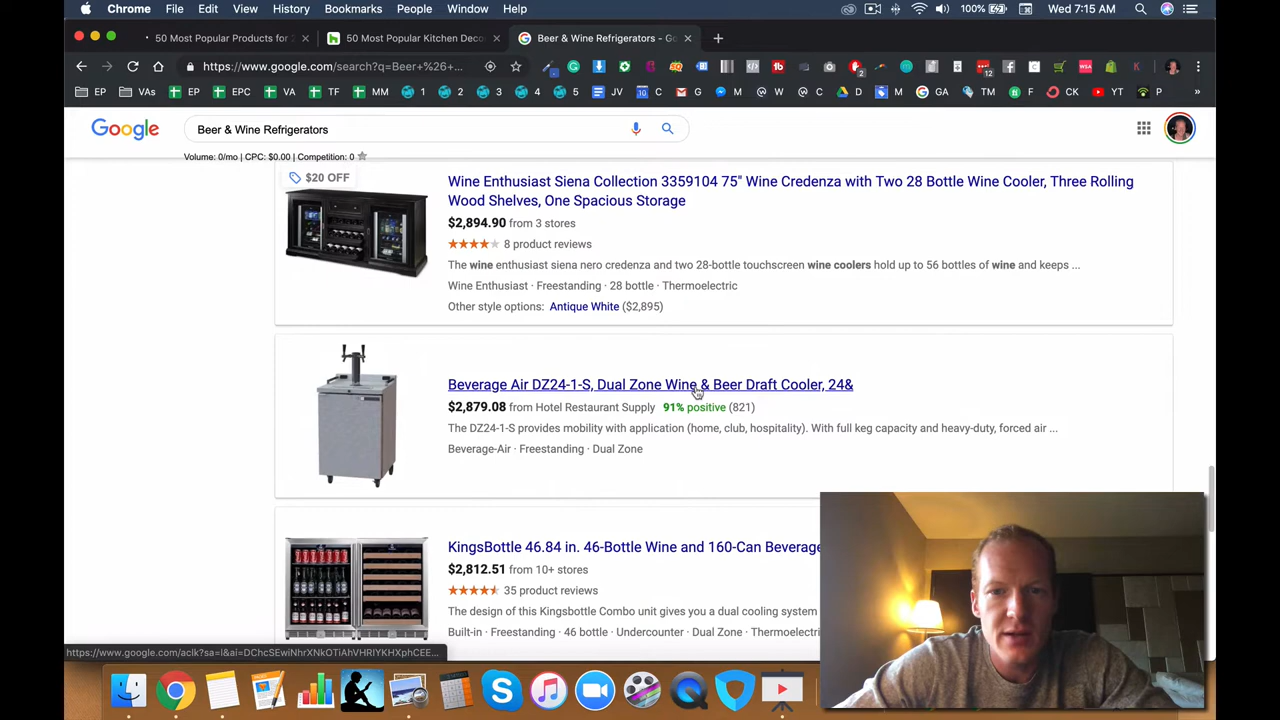 Chrome File Edit View History Bookmarks People Window Help 100% Wed 7:15 AM
50 Most Popular Products for 2 50 Most Popular Kitchen Deco Beer & Wine Refrigerators - Go
https://www.google.com/search?q=Beer+%26+...
EP VAs EP EPC VA TF MM 1 2 3 4 5 JV C G M W W D M GA TM F CK YT P »
Google Beer & Wine Refrigerators
Volume: 0/mo | CPC: $0.00 | Competition: 0
$20 OFF
Wine Enthusiast Siena Collection 3359104 75" Wine Credenza with Two 28 Bottle Wine Cooler, Three Rolling
Wood Shelves, One Spacious Storage
$2,894.90 from 3 stores
8 product reviews
The wine enthusiast siena nero credenza and two 28-bottle touchscreen wine coolers hold up to 56 bottles of wine and keeps ...
Wine Enthusiast · Freestanding · 28 bottle · Thermoelectric
Other style options: Antique White ($2,895)
Beverage Air DZ24-1-S, Dual Zone Wine & Beer Draft Cooler, 24&
$2,879.08 from Hotel Restaurant Supply 91% positive (821)
The DZ24-1-S provides mobility with application (home, club, hospitality). With full keg capacity and heavy-duty, forced air ...
Beverage-Air · Freestanding · Dual Zone
KingsBottle 46.84 in. 46-Bottle Wine and 160-Can Beverage
$2,812.51 from 10+ stores
35 product reviews
The design of this Kingsbottle Combo unit gives you a dual cooling system
Built-in · Freestanding · 46 bottle · Undercounter · Dual Zone · Thermoelectri
https://www.google.com/aclk?sa=l&ai=DChcSEwiNhrXNkOTiAhVHRIYKHXphCEE...